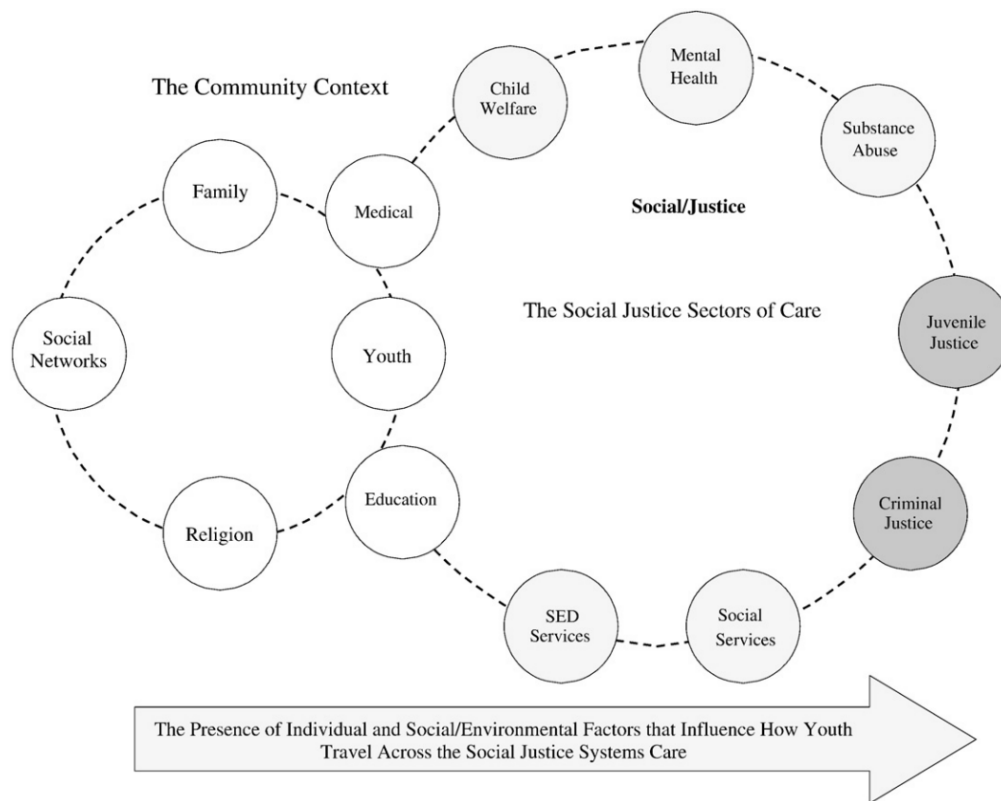 The Community Context
Child
Welfare
Mental
Health
Substance
Abuse
Family
Medical
Social/Justice
Social
Networks
Youth
The Social Justice Sectors of Care
Juvenile
Justice
Religion
Education
Criminal
Justice
SED
Services
Social
Services
The Presence of Individual and Social/Environmental Factors that Influence How Youth
Travel Across the Social Justice Systems Care